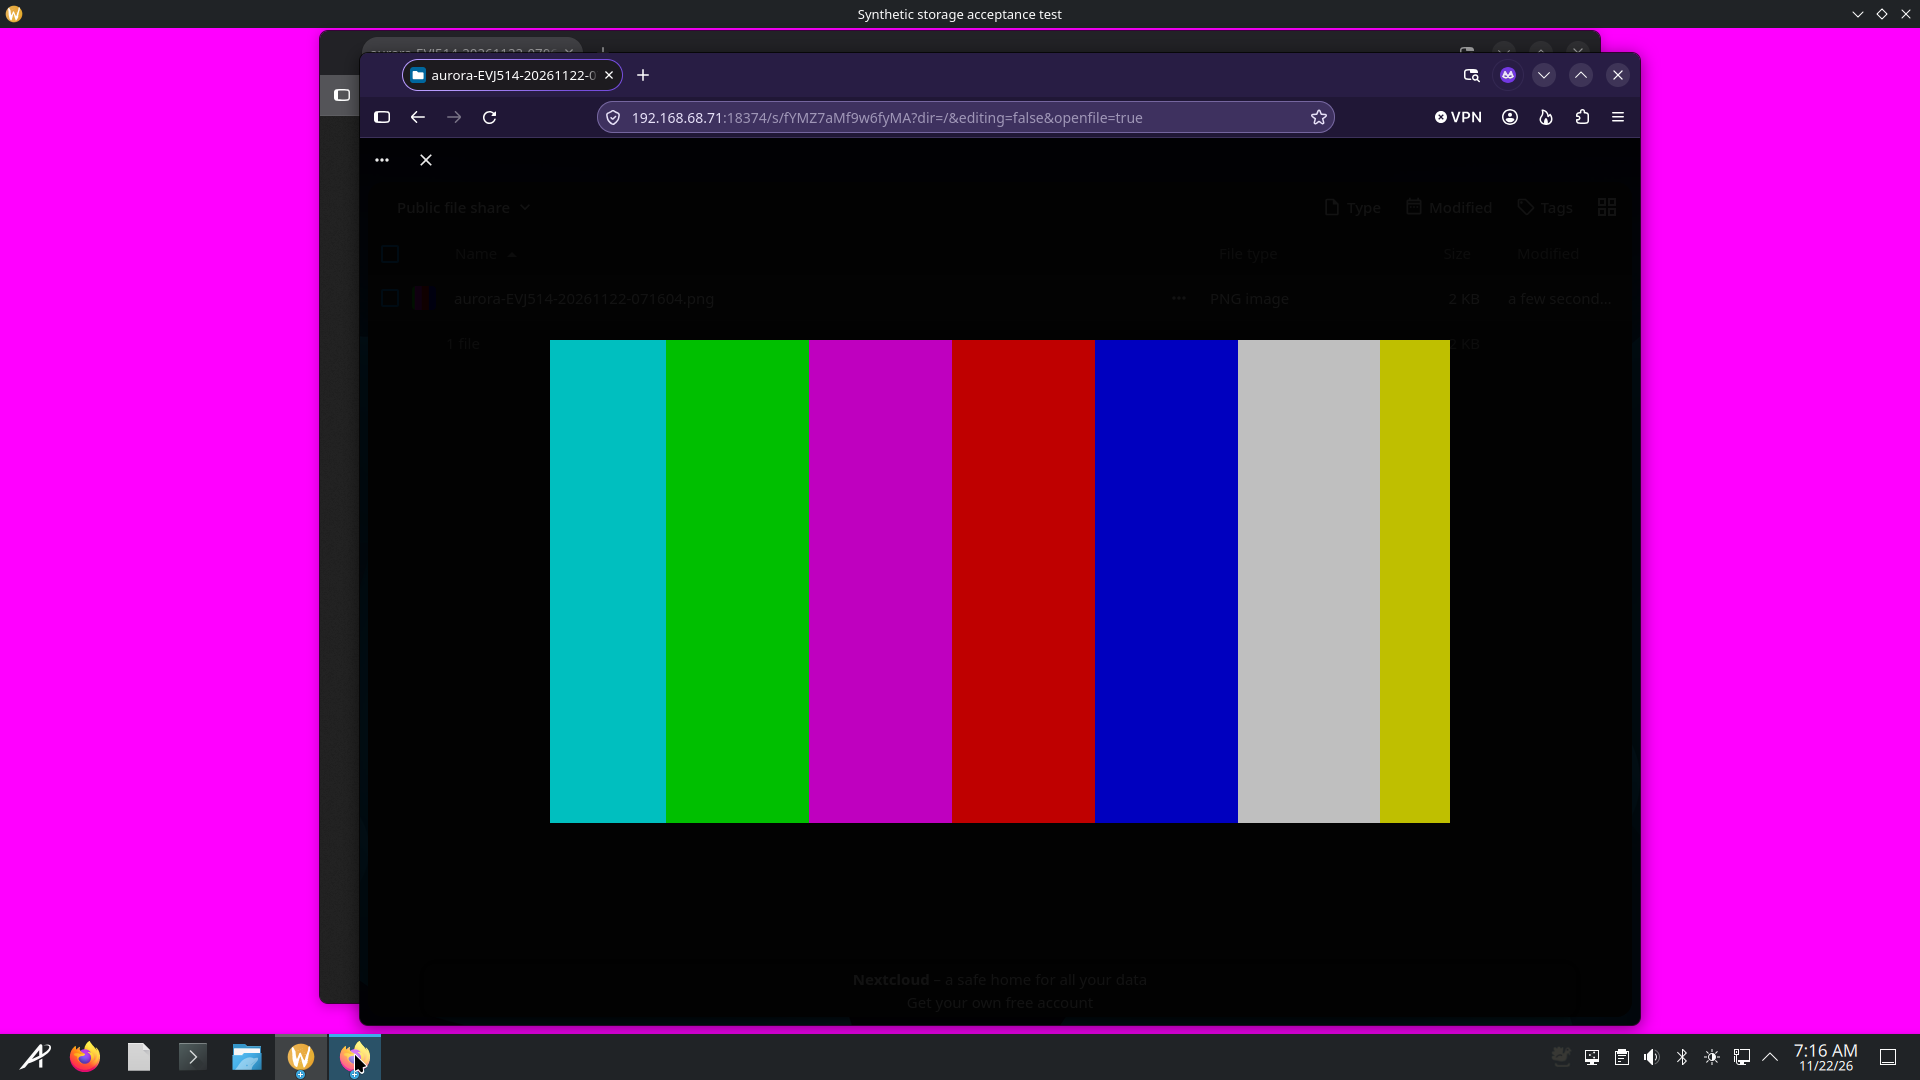 Synthetic storage acceptance test
aurora-EVJ514-20261122-0
192.168.68.71:18374/s/fYMZ7aMf9w6fyMA?dir=/&editing=false&openfile=true
VPN
Public file share
Type
Modified
Tags
Name
File type
Size
Modified
aurora-EVJ514-20261122-071604.png
PNG image
2 KB
a few second...
1 file
KB
Nextcloud – a safe home for all your data
Get your own free account
7:16 AM
11/22/26